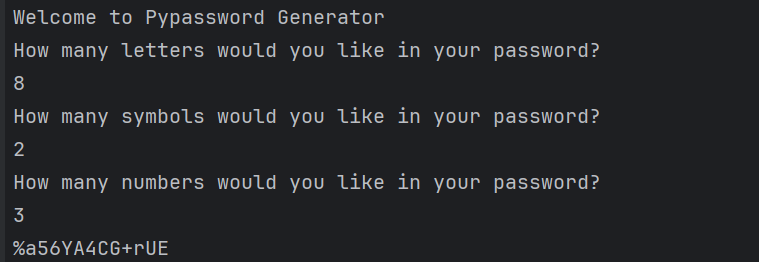 Welcome to Pypassword Generator
How many letters would you like in your password?
8
How many symbols would you like in your password?
2
How many numbers would you like in your password?
3
%a56YA4CG+rUE